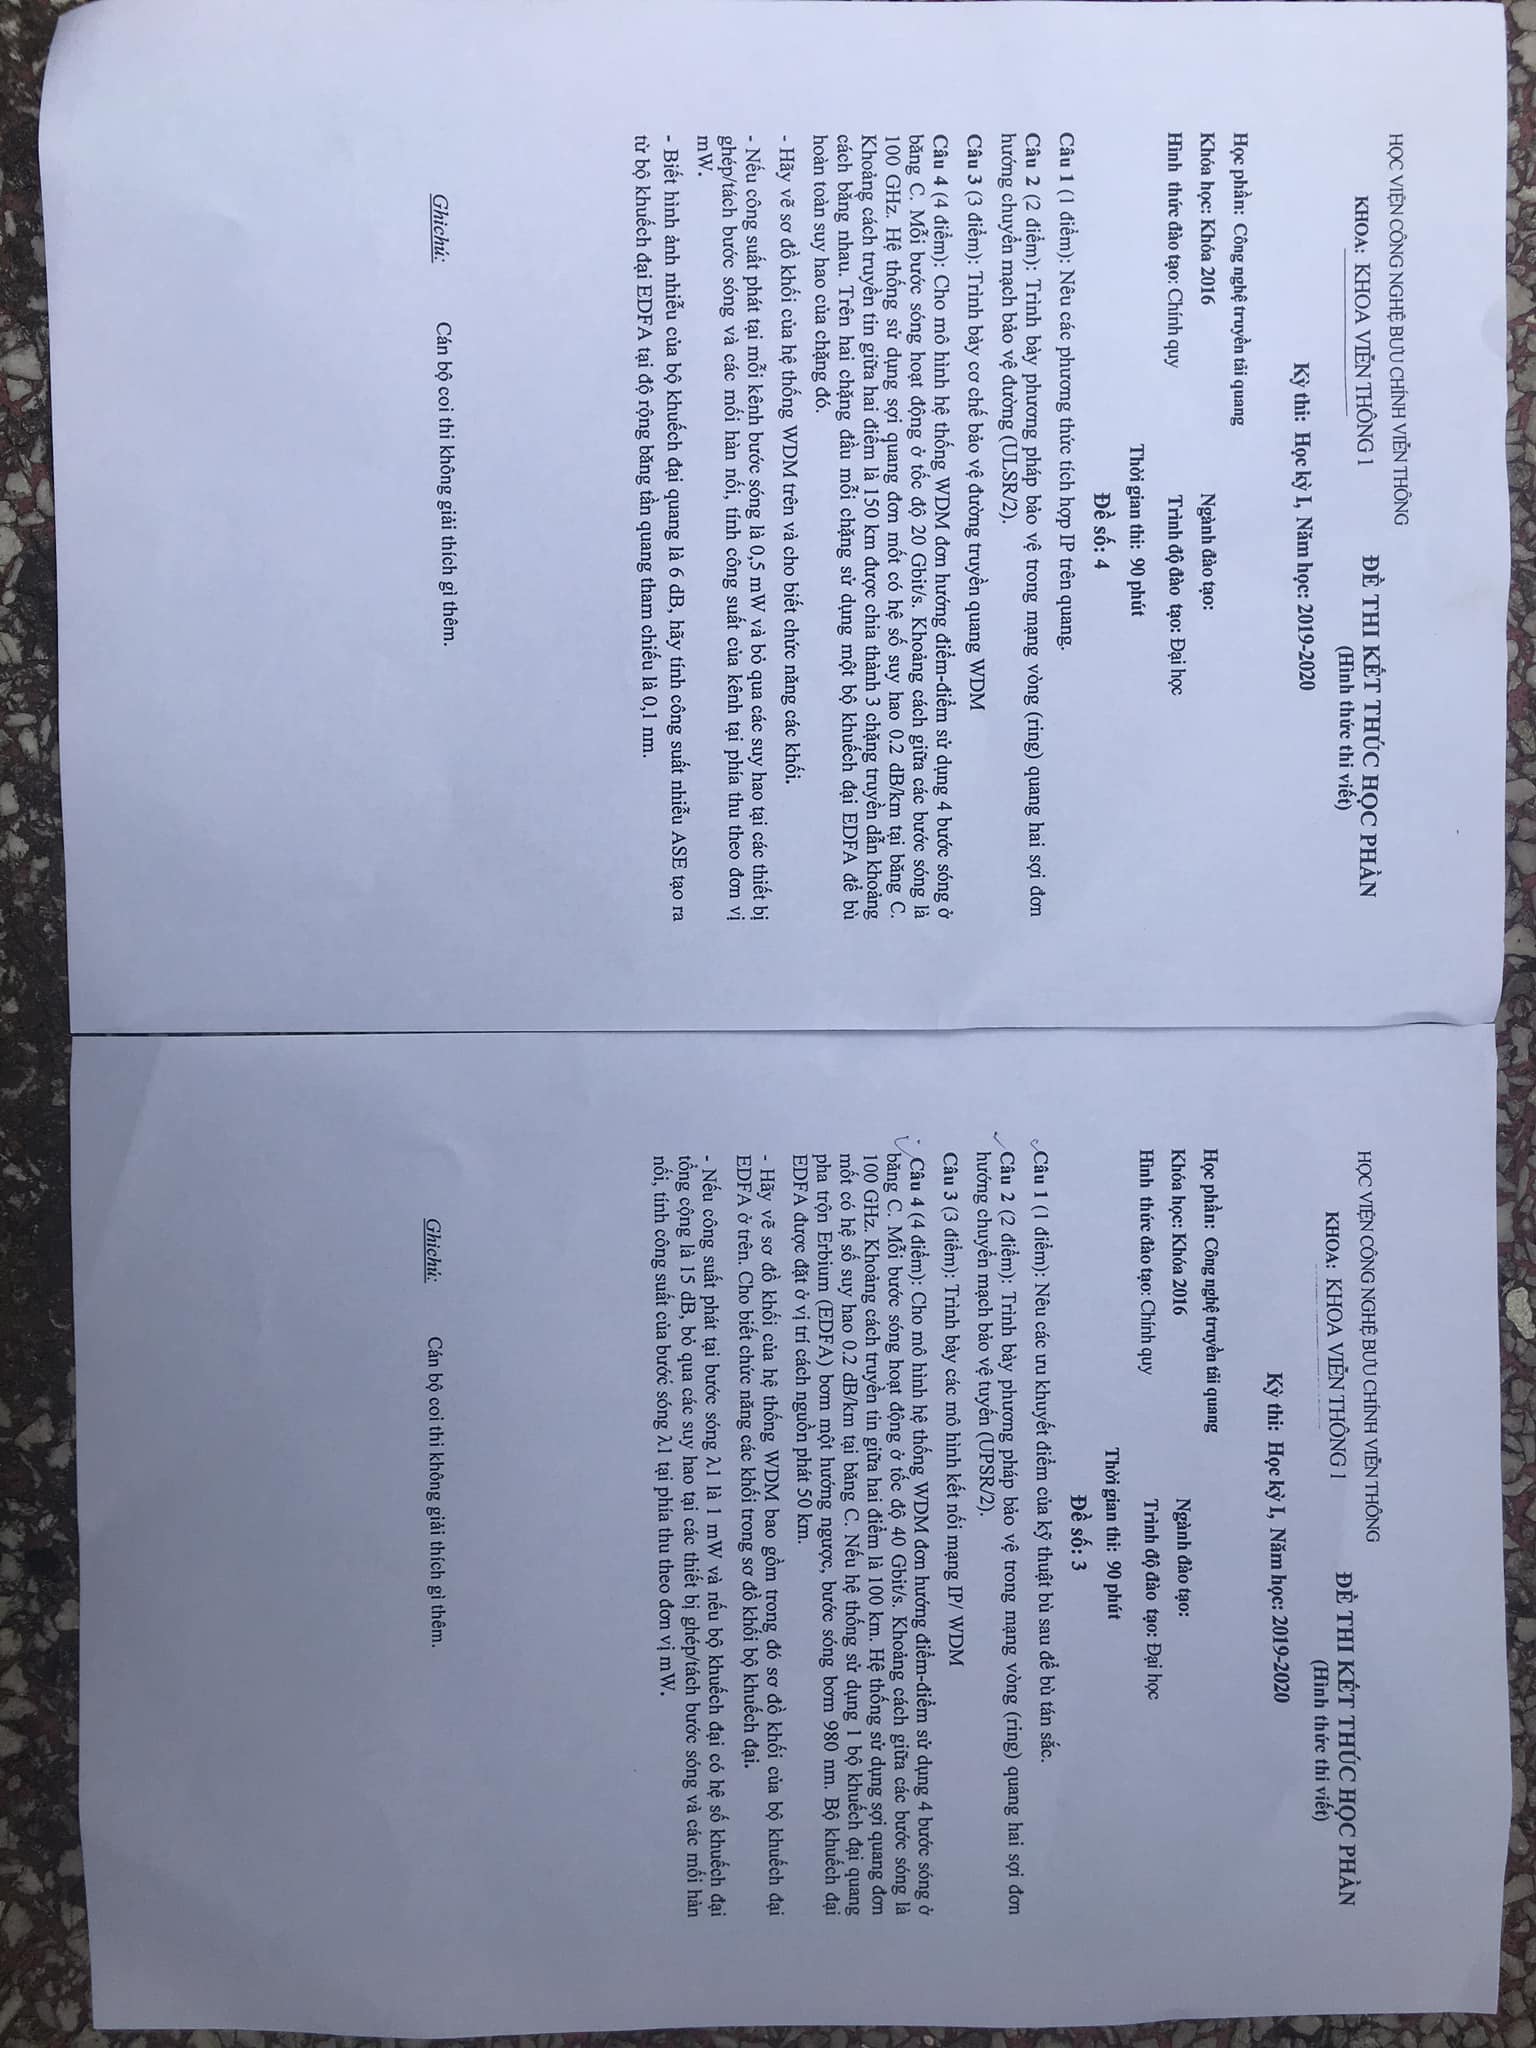 HỌC VIỆN CÔNG NGHỆ BƯU CHÍNH VIỄN THÔNG
KHOA: KHOA VIỄN THÔNG 1
ĐỀ THI KẾT THÚC HỌC PHẦN
(Hình thức thi viết)
Kỳ thi: Học kỳ I, Năm học: 2019-2020
Học phần: Công nghệ truyền tải quang
Khóa học: Khóa 2016
Ngành đào tạo:
Hình thức đào tạo: Chính quy
Trình độ đào tạo: Đại học
Thời gian thi: 90 phút
Đề số: 4
Câu 1 (1 điểm): Nêu các phương thức tích hợp IP trên quang.
Câu 2 (2 điểm): Trình bày phương pháp bảo vệ trong mạng vòng (ring) quang hai sợi đơn
hướng chuyển mạch bảo vệ đường (ULSR/2).
Câu 3 (3 điểm): Trình bày cơ chế bảo vệ đường truyền quang WDM
Câu 4 (4 điểm): Cho mô hình hệ thống WDM đơn hướng điểm-điểm sử dụng 4 bước sóng ở
băng C. Mỗi bước sóng hoạt động ở tốc độ 20 Gbit/s. Khoảng cách giữa các bước sóng là
100 GHz. Hệ thống sử dụng sợi quang đơn mốt có hệ số suy hao 0.2 dB/km tại băng C.
Khoảng cách truyền tin giữa hai điểm là 150 km được chia thành 3 chặng truyền dẫn khoảng
cách bằng nhau. Trên hai chặng đầu mỗi chặng sử dụng một bộ khuếch đại EDFA để bù
hoàn toàn suy hao của chặng đó.
- Hãy vẽ sơ đồ khối của hệ thống WDM trên và cho biết chức năng các khối.
- Nếu công suất phát tại mỗi kênh bước sóng là 0,5 mW và bỏ qua các suy hao tại các thiết bị
ghép/tách bước sóng và các mối hàn nối, tính công suất của kênh tại phía thu theo đơn vị
mW.
- Biết hình ảnh nhiễu của bộ khuếch đại quang là 6 dB, hãy tính công suất nhiễu ASE tạo ra
từ bộ khuếch đại EDFA tại độ rộng băng tần quang tham chiếu là 0,1 nm.
Ghichú: Cán bộ coi thi không giải thích gì thêm.
HỌC VIỆN CÔNG NGHỆ BƯU CHÍNH VIỄN THÔNG
KHOA: KHOA VIỄN THÔNG 1
ĐỀ THI KẾT THÚC HỌC PHẦN
(Hình thức thi viết)
Kỳ thi: Học kỳ I, Năm học: 2019-2020
Học phần: Công nghệ truyền tải quang
Khóa học: Khóa 2016
Ngành đào tạo:
Hình thức đào tạo: Chính quy
Trình độ đào tạo: Đại học
Thời gian thi: 90 phút
Đề số: 3
Câu 1 (1 điểm): Nêu các ưu khuyết điểm của kỹ thuật bù sau để bù tán sắc.
Câu 2 (2 điểm): Trình bày phương pháp bảo vệ trong mạng vòng (ring) quang hai sợi đơn
hướng chuyển mạch bảo vệ tuyến (UPSR/2).
Câu 3 (3 điểm): Trình bày các mô hình kết nối mạng IP/ WDM
Câu 4 (4 điểm): Cho mô hình hệ thống WDM đơn hướng điểm-điểm sử dụng 4 bước sóng ở
băng C. Mỗi bước sóng hoạt động ở tốc độ 40 Gbit/s. Khoảng cách giữa các bước sóng là
100 GHz. Khoảng cách truyền tin giữa hai điểm là 100 km. Hệ thống sử dụng sợi quang đơn
mốt có hệ số suy hao 0.2 dB/km tại băng C. Nếu hệ thống sử dụng 1 bộ khuếch đại quang
pha trộn Erbium (EDFA) bơm một hướng ngược, bước sóng bơm 980 nm. Bộ khuếch đại
EDFA được đặt ở vị trí cách nguồn phát 50 km.
- Hãy vẽ sơ đồ khối của hệ thống WDM bao gồm trong đó sơ đồ khối của bộ khuếch đại
EDFA ở trên. Cho biết chức năng các khối trong sơ đồ khối bộ khuếch đại.
- Nếu công suất phát tại bước sóng λ1 là 1 mW và nếu bộ khuếch đại có hệ số khuếch đại
tổng cộng là 15 dB, bỏ qua các suy hao tại các thiết bị ghép/tách bước sóng và các mối hàn
nối, tính công suất của bước sóng λ1 tại phía thu theo đơn vị mW.
Ghichú: Cán bộ coi thi không giải thích gì thêm.